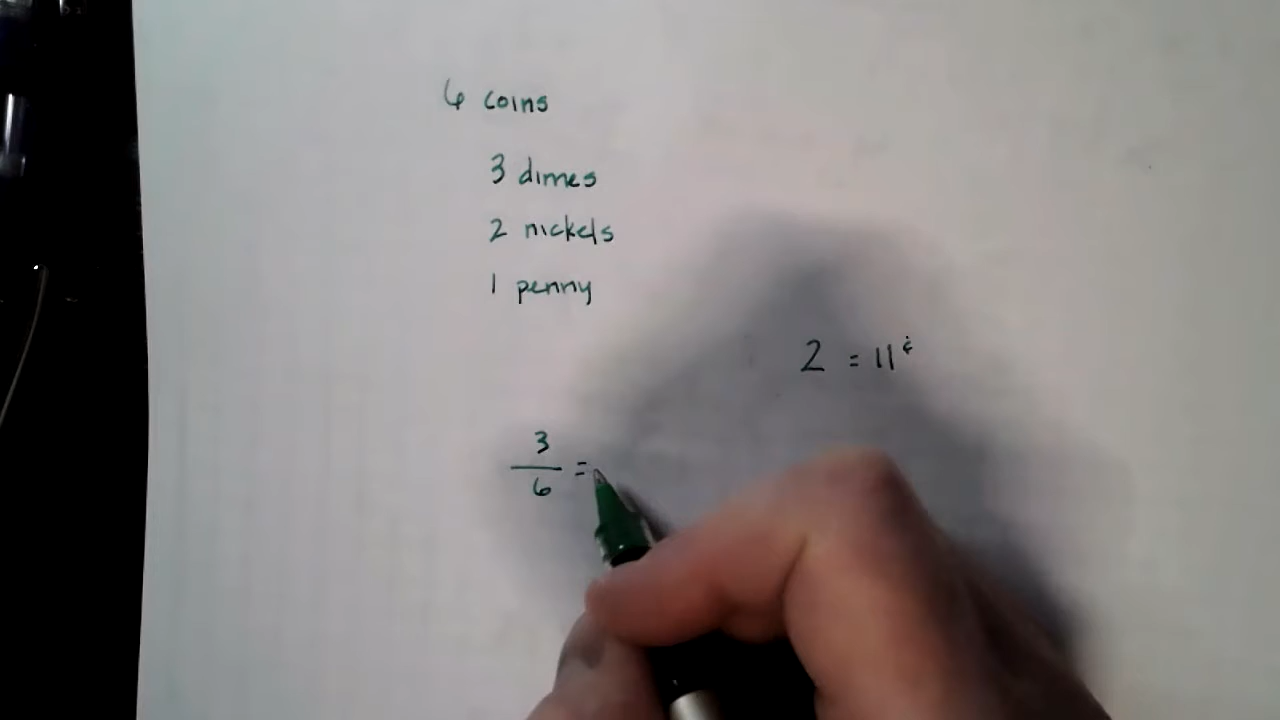 6 coins
3 dimes
2 nickels
1 penny
2 = 11¢
3
6 =